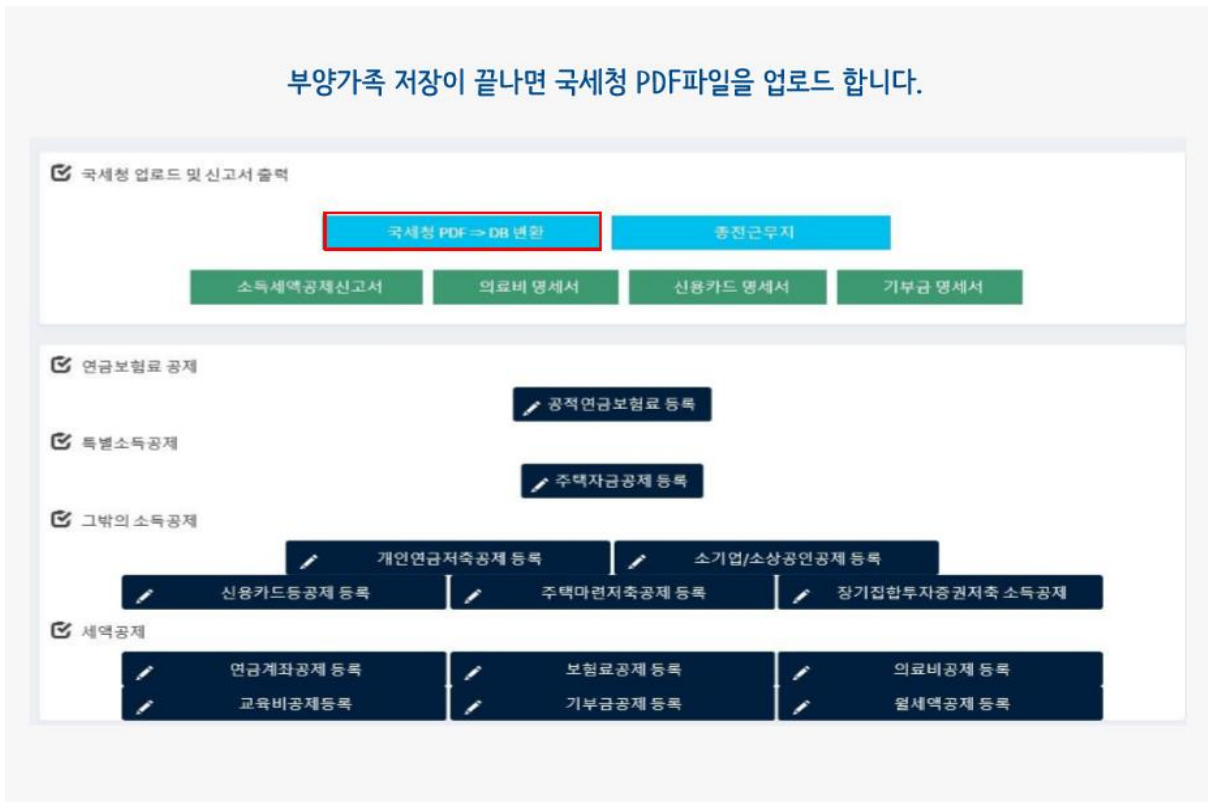 부양가족 저장이 끝나면 국세청 PDF파일을 업로드 합니다.
국세청 업로드 및 신고서 출력
국세청 PDF ⇒ DB 변환 종전근무지
소득세액공제신고서 의료비 명세서 신용카드 명세서 기부금 명세서
연금보험료 공제
공적연금보험료 등록
특별소득공제
주택자금공제 등록
그밖의 소득공제
개인연금저축공제 등록 소기업/소상공인공제 등록
신용카드등공제 등록 주택마련저축공제 등록 장기집합투자증권저축 소득공제
세액공제
연금계좌공제 등록 보험료공제 등록 의료비공제 등록
교육비공제등록 기부금공제 등록 월세액공제 등록